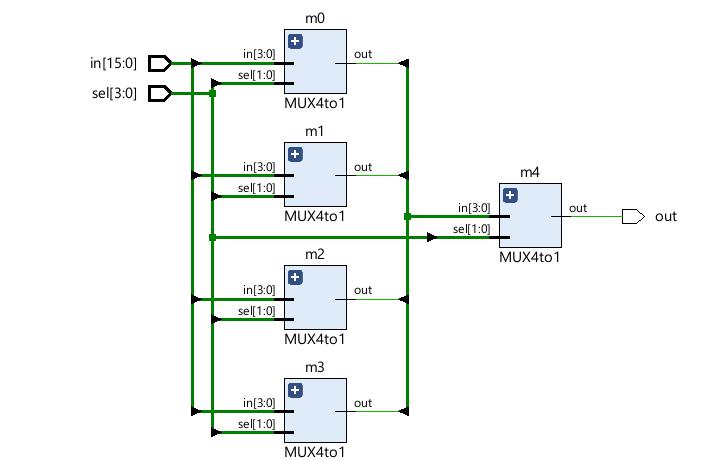 m0
in[15:0]
in[3:0]
out
sel[3:0]
sel[1:0]
MUX4to1
m1
in[3:0]
out
sel[1:0]
MUX4to1
m4
in[3:0]
out
out
sel[1:0]
MUX4to1
m2
in[3:0]
out
sel[1:0]
MUX4to1
m3
in[3:0]
out
sel[1:0]
MUX4to1